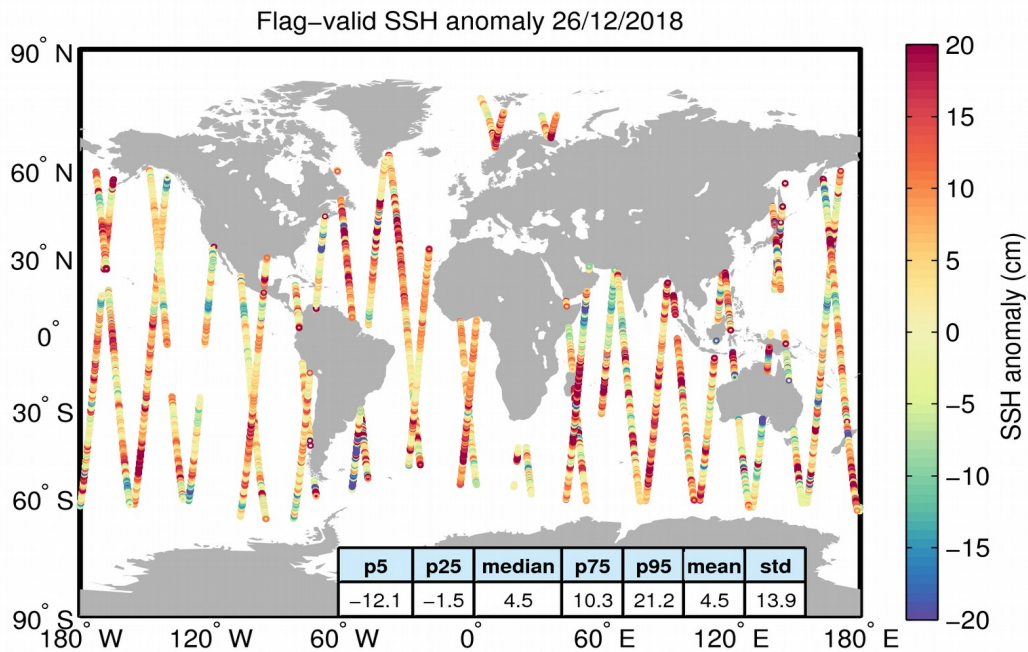 Flag−valid SSH anomaly 26/12/2018
90° N
60° N
30° N
0°
30° S
60° S
90° S
180° W
120° W
60° W
0°
60° E
120° E
180° E
p5 p25 median p75 p95 mean std
−12.1 −1.5 4.5 10.3 21.2 4.5 13.9
20
15
10
5
0
−5
−10
−15
−20
SSH anomaly (cm)